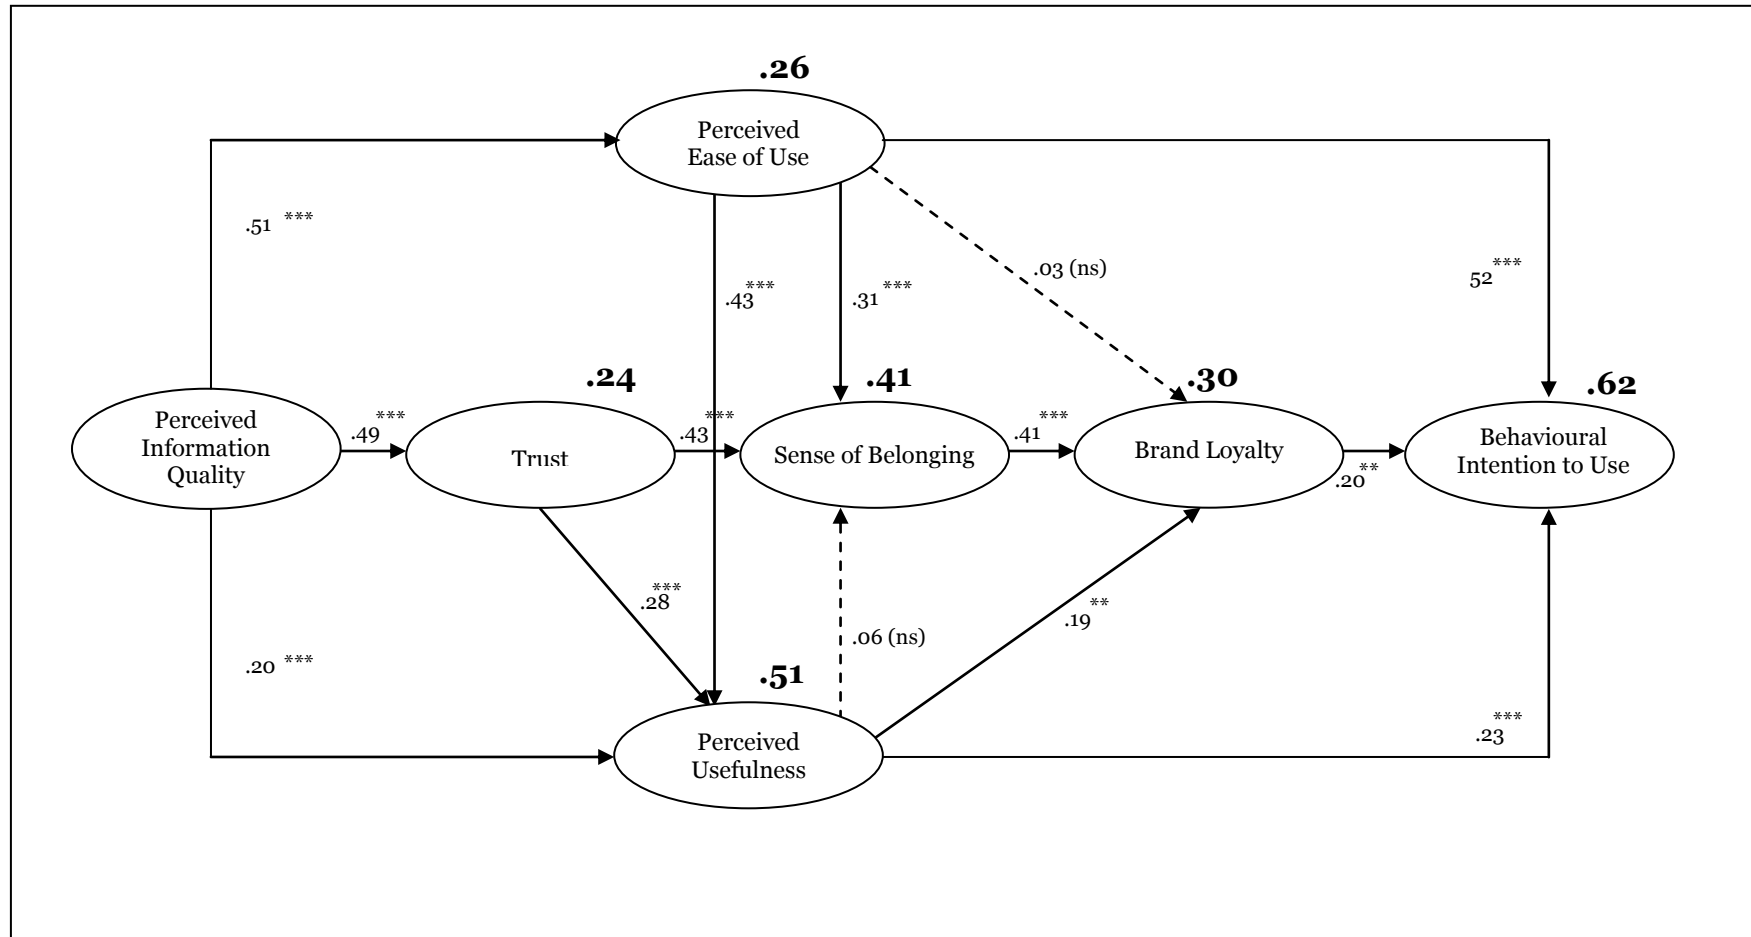 .26
Perceived
Ease of Use
.51 ***
.43***
.31 ***
.03 (ns)
52***
.24
.41
.30
.62
Perceived
Information
Quality
.49***
Trust
.43***
Sense of Belonging
.41***
Brand Loyalty
.20**
Behavioural
Intention to Use
.28***
.06 (ns)
.19**
.20 ***
.51
Perceived
Usefulness
.23***